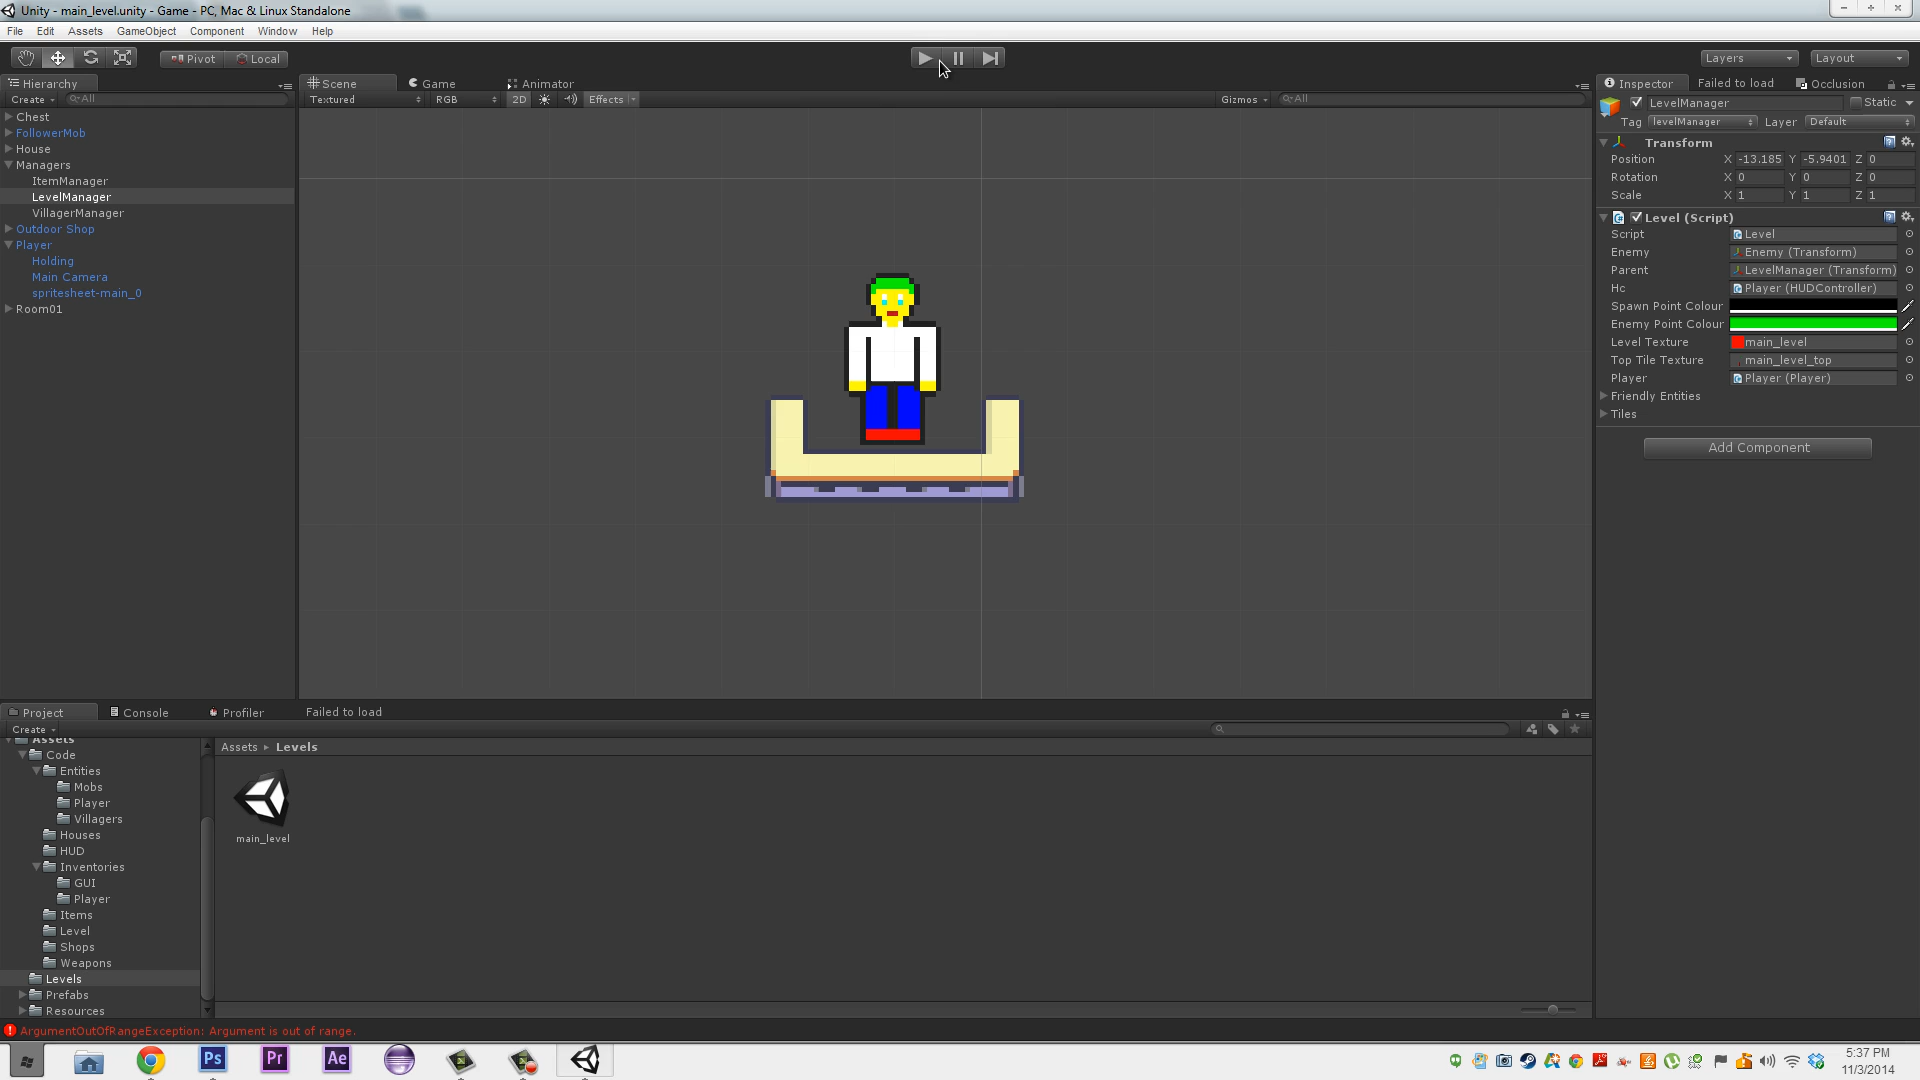 Unity - main_level.unity - Game - PC, Mac & Linux Standalone
File Edit Assets GameObject Component Window Help
Pivot Local Layers Layout
Hierarchy
Create All
Chest
FollowerMob
House
Managers
ItemManager
LevelManager
VillagerManager
Outdoor Shop
Player
Holding
Main Camera
spritesheet-main_0
Room01
Scene Game Animator
Textured RGB 2D Effects Gizmos All
Inspector Failed to load Occlusion
LevelManager Static
Tag levelManager Layer Default
Transform
Position X -13.185 Y -5.9401 Z 0
Rotation X 0 Y 0 Z 0
Scale X 1 Y 1 Z 1
Level (Script)
Script Level
Enemy Enemy (Transform)
Parent LevelManager (Transform)
Hc Player (HUDController)
Spawn Point Colour
Enemy Point Colour
Level Texture main_level
Top Tile Texture main_level_top
Player Player (Player)
Friendly Entities
Tiles
Add Component
Project Console Profiler Failed to load
Create
Assets
Code
Entities
Mobs
Player
Villagers
Houses
HUD
Inventories
GUI
Player
Items
Level
Shops
Weapons
Levels
Prefabs
Resources
Assets Levels
main_level
ArgumentOutOfRangeException: Argument is out of range.
Ps Pr Ae
5:37 PM
11/3/2014